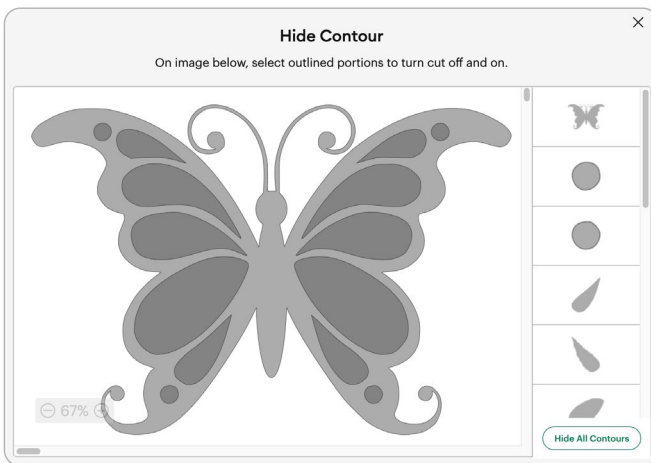 Hide Contour
On image below, select outlined portions to turn cut off and on.
67%
Hide All Contours